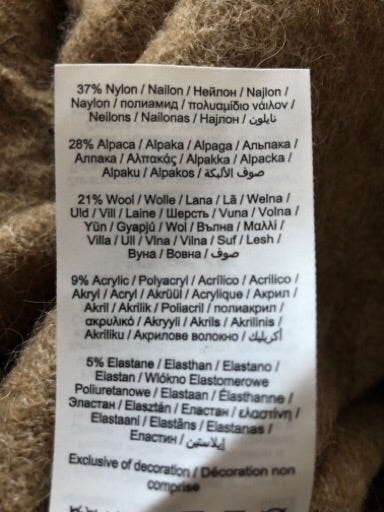 37% Nylon / Nailon / Нейлон / Najlon /
Naylon / полиамид / πολυαμίδιο νάιλον /
Neilons / Nailonas / Најлон / نايلون
28% Alpaca / Alpaka / Alpaga / Альпака /
Алпака / Αλπακάς / Alpakka / Alpacka /
Alpaku / Alpakos / صوف الألبكة
21% Wool / Wolle / Lana / Lã / Welna /
Uld / Vill / Laine / Шерсть / Vuna / Volna /
Yün / Gyapjú / Wol / Вълна / Μαλλί /
Villa / Ull / Vlna / Vilna / Suf / Lesh /
Вуна / Вовна / صوف
9% Acrylic / Polyacryl / Acrílico / Acrilico /
Akryl / Acryl / Akrüül / Acrylique / Акрил /
Akril / Akrilik / Poliacril / полиакрил /
ακρυλικό / Akryyli / Akrils / Akrilinis /
Akriliku / Акрилове волокно / أكريليك
5% Elastane / Elasthan / Elastano /
Elastan / Wlókno Elastomerowe
Poliuretanowe / Elastaan / Élasthanne /
Эластан / Elasztán / Еластан / ελαστίνη /
Elastaani / Elastāns / Elastanas /
Еластин / إيلاستين
Exclusive of decoration / Décoration non
comprise